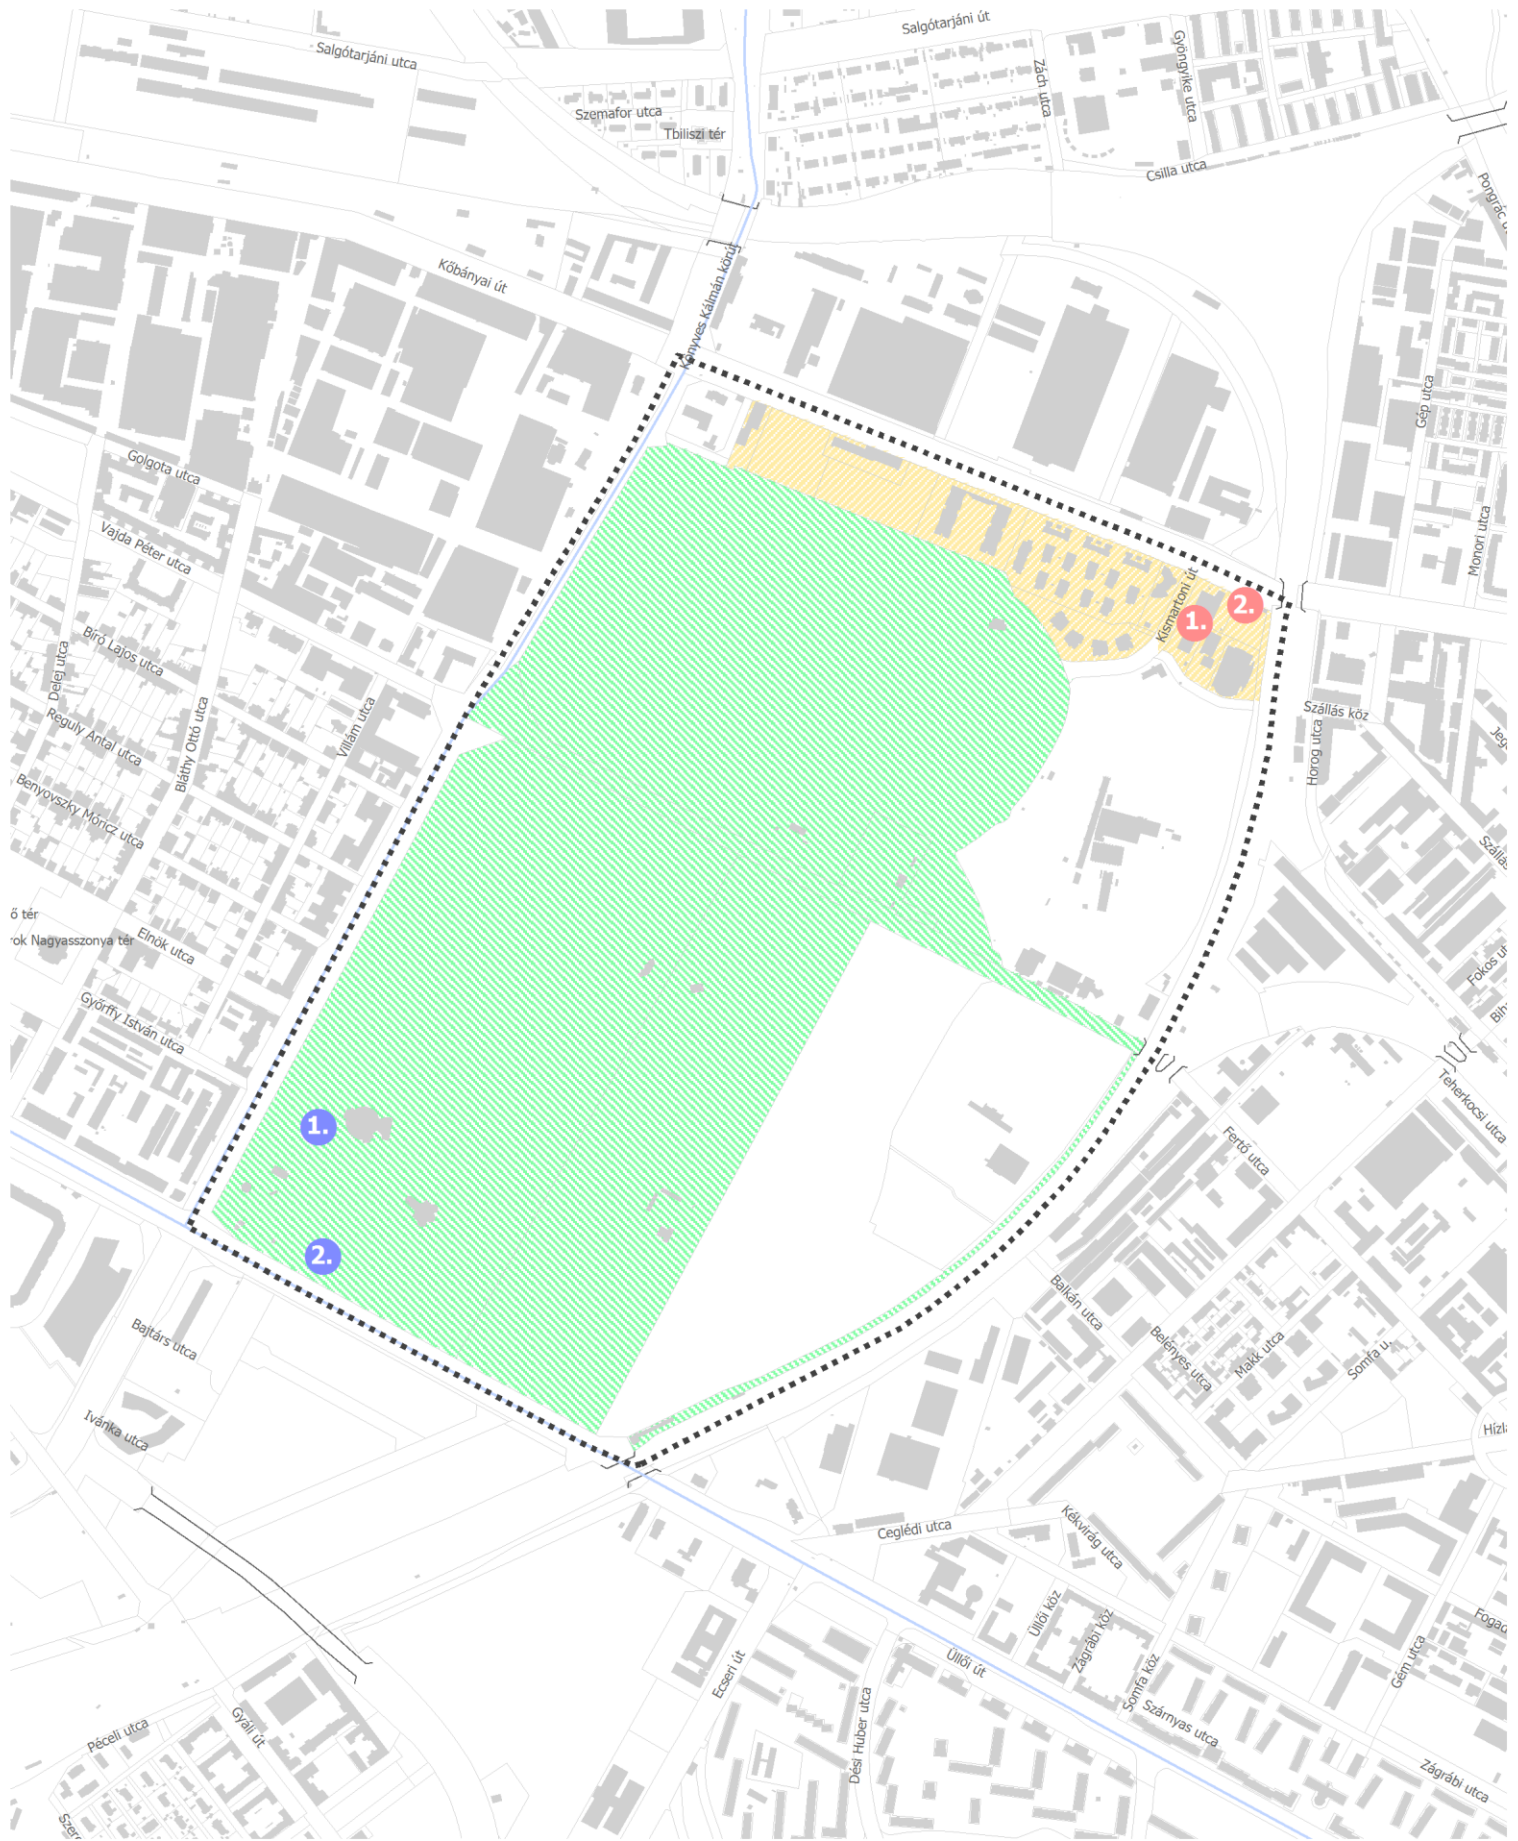 Salgótarjáni út
Salgótarjáni utca
Gyöngyike utca
Zách utca
Szemafor utca
Tbiliszi tér
Csilla utca
Könyves Kálmán körút
Kőbányai út
Gép utca
Golgota utca
Monori utca
Vajda Péter utca
Kismartoni út
2.
1.
Bíró Lajos utca
Delej utca
Szállás köz
Reguly Antal utca
Villám utca
Bláthy Ottó utca
Horog utca
Benyovszky Móricz utca
ő tér
Elnök utca
ok Nagyasszonya tér
Győrffy István utca
Teherkocsi utca
1.
Fertő utca
2.
Balkán utca
Bajtárs utca
Belényes utca
Makk utca
Somfa u.
Ivánka utca
Ceglédi utca
Kékvirág utca
Üllői köz
Zágrábi köz
Üllői út
Ecseri út
Somfa köz
Gém utca
Szárnyas utca
Péceli utca
Gyáli út
Dési Huber utca
Zágrábi utca